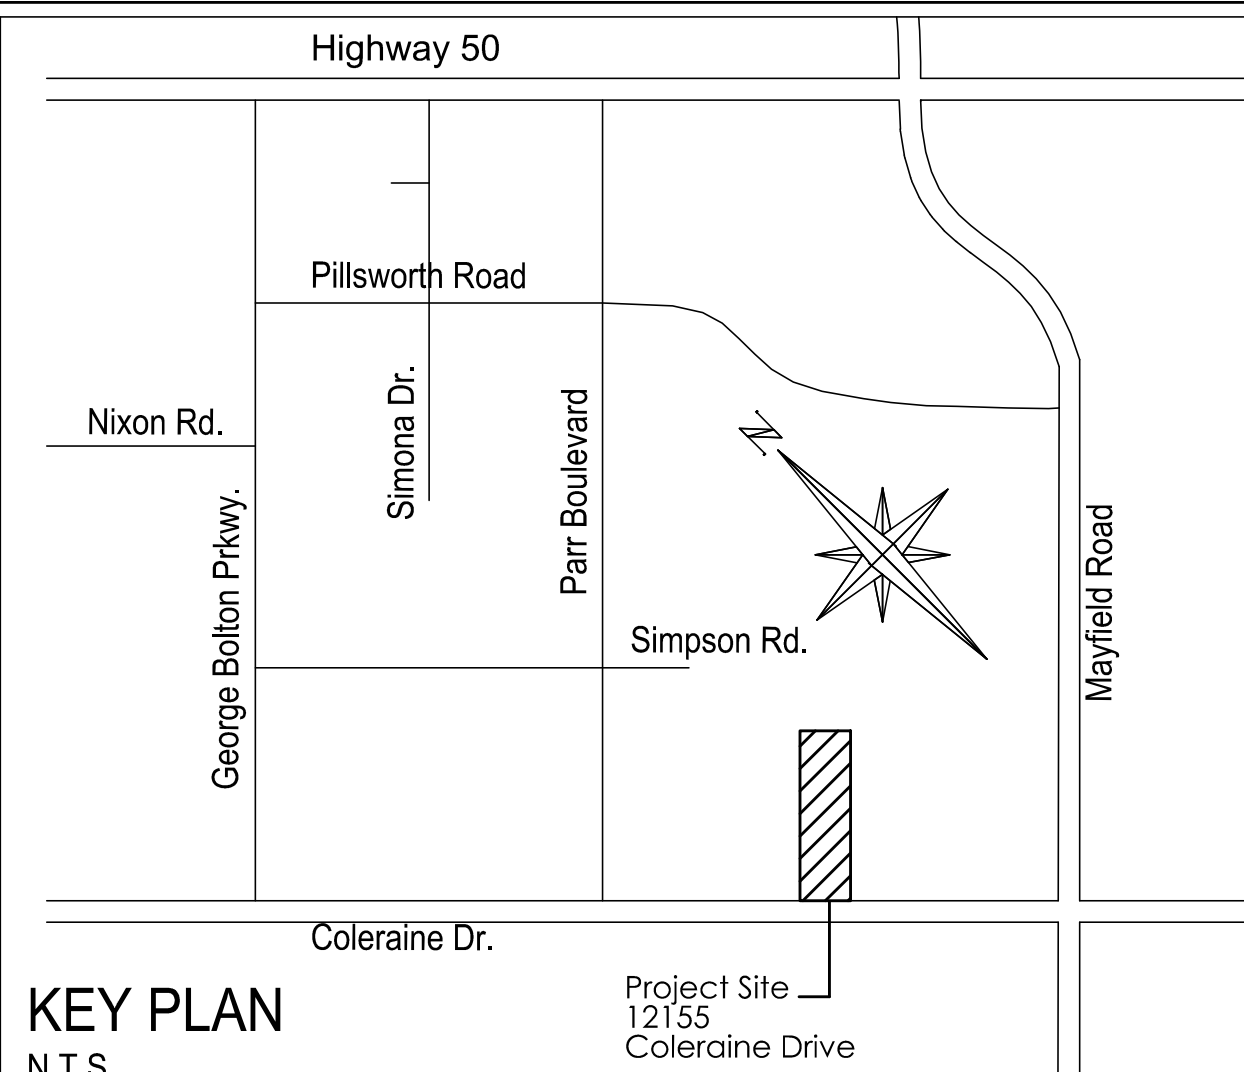 Highway 50
Pillsworth Road
Simona Dr.
Nixon Rd.
Parr Boulevard
N
George Bolton Prkwy.
Mayfield Road
Simpson Rd.
Coleraine Dr.
Project Site
12155
Coleraine Drive
KEY PLAN
N.T.S.